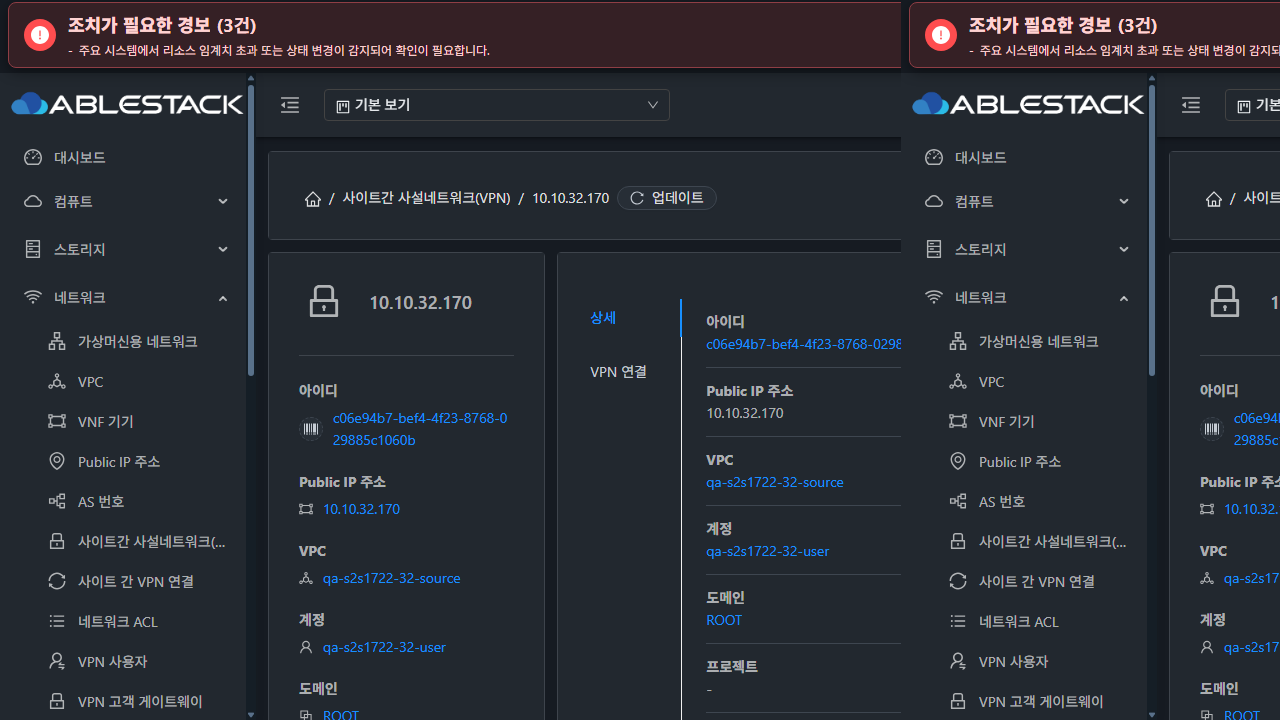 조치가 필요한 경보 (3건)
- 주요 시스템에서 리소스 임계치 초과 또는 상태 변경이 감지되어 확인이 필요합니다.
ABLESTACK
기본 보기
대시보드
컴퓨트
스토리지
네트워크
가상머신용 네트워크
VPC
VNF 기기
Public IP 주소
AS 번호
사이트간 사설네트워크(...
사이트 간 VPN 연결
네트워크 ACL
VPN 사용자
VPN 고객 게이트웨이
/ 사이트간 사설네트워크(VPN) / 10.10.32.170 업데이트
10.10.32.170
아이디
c06e94b7-bef4-4f23-8768-0
29885c1060b
Public IP 주소
10.10.32.170
VPC
qa-s2s1722-32-source
계정
qa-s2s1722-32-user
도메인
ROOT
상세
VPN 연결
아이디
c06e94b7-bef4-4f23-8768-0298
Public IP 주소
10.10.32.170
VPC
qa-s2s1722-32-source
계정
qa-s2s1722-32-user
도메인
ROOT
프로젝트
-
조치가 필요한 경보 (3건)
- 주요 시스템에서 리소스 임계치 초과 또는 상태 변경이 감지되
ABLESTACK
기본
대시보드
컴퓨트
스토리지
네트워크
가상머신용 네트워크
VPC
VNF 기기
Public IP 주소
AS 번호
사이트간 사설네트워크(...
사이트 간 VPN 연결
네트워크 ACL
VPN 사용자
VPN 고객 게이트웨이
/ 사이트
1
아이디
c06e94
29885c
Public IP 주소
10.10.32.
VPC
qa-s2s17
계정
qa-s2s17
도메인
ROOT